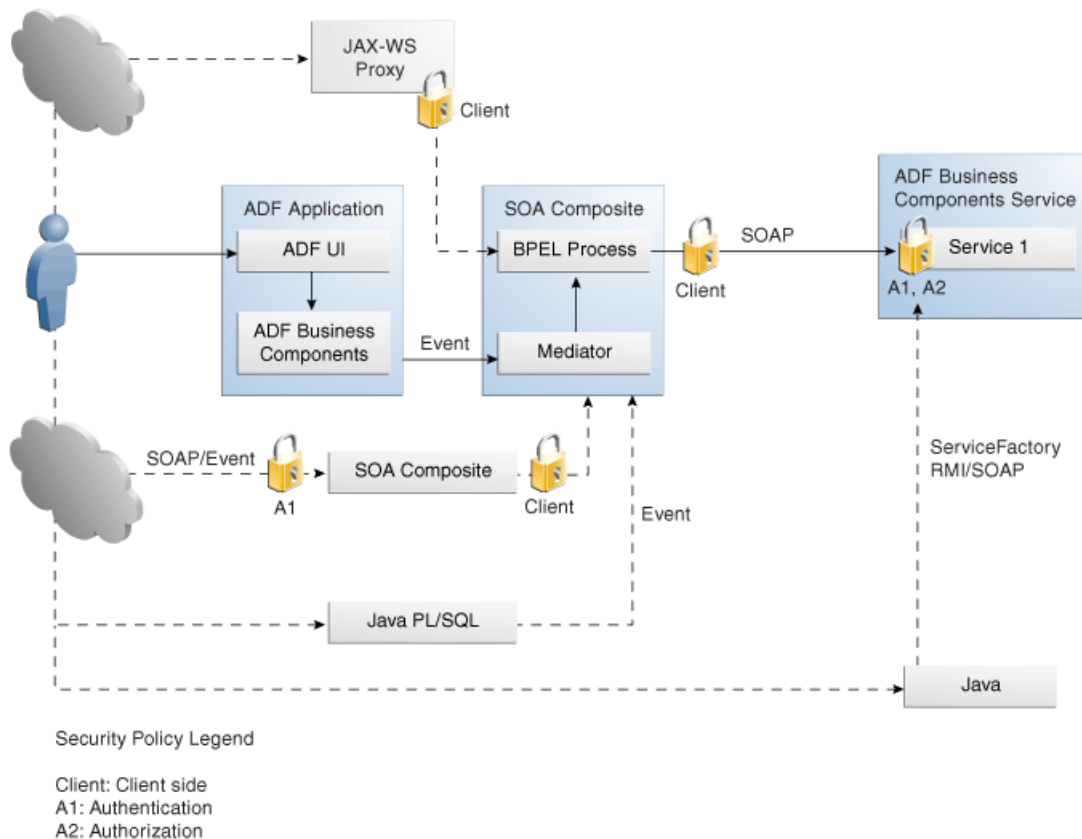 JAX-WS
Proxy
Client
ADF Application
ADF UI
ADF Business
Components
Event
SOA Composite
BPEL Process
Mediator
Client
SOAP
ADF Business
Components Service
Service 1
A1, A2
SOAP/Event
A1
SOA Composite
Client
Event
ServiceFactory
RMI/SOAP
Java PL/SQL
Java
Security Policy Legend
Client: Client side
A1: Authentication
A2: Authorization